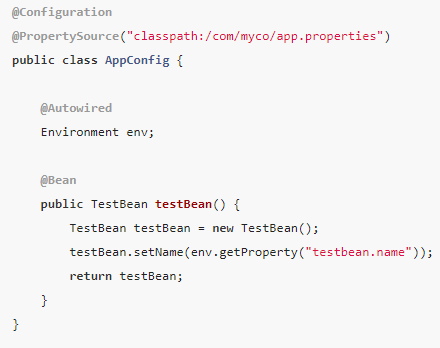 @Configuration
@PropertySource("classpath:/com/myco/app.properties")
public class AppConfig {
@Autowired
Environment env;
@Bean
public TestBean testBean() {
TestBean testBean = new TestBean();
testBean.setName(env.getProperty("testbean.name"));
return testBean;
}
}